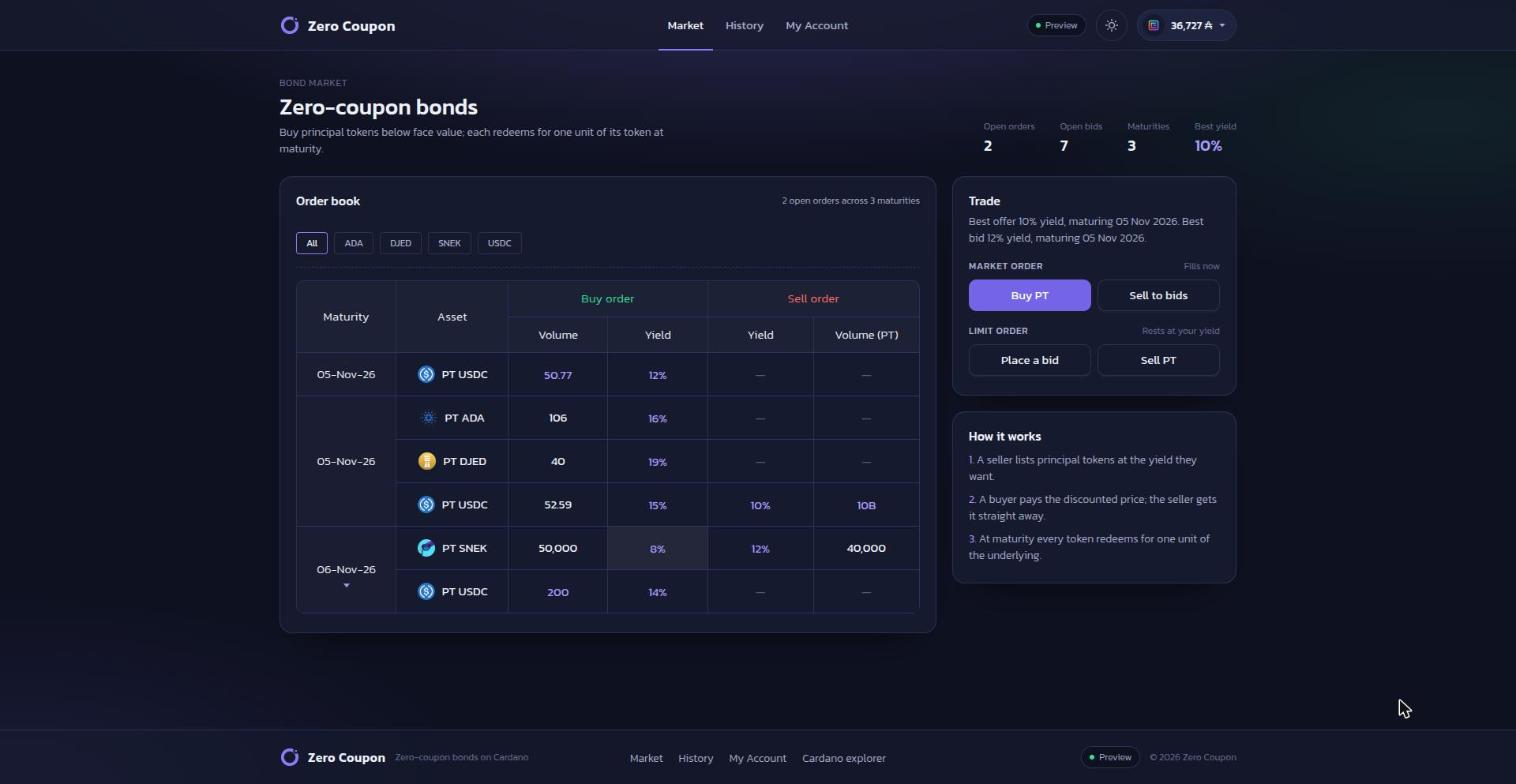 Zero Coupon
Market History My Account
Preview
36,727 ₳
BOND MARKET
Zero-coupon bonds
Buy principal tokens below face value; each redeems for one unit of its token at
maturity.
Open orders Open bids Maturities Best yield
2 7 3 10%
Order book
2 open orders across 3 maturities
All ADA DJED SNEK USDC
Maturity Asset Buy order Sell order
Volume Yield Yield Volume (PT)
05-Nov-26 PT USDC 50.77 12% — —
PT ADA 106 16% — —
05-Nov-26 PT DJED 40 19% — —
PT USDC 52.59 15% 10% 10B
PT SNEK 50,000 8% 12% 40,000
06-Nov-26
PT USDC 200 14% — —
Trade
Best offer 10% yield, maturing 05 Nov 2026. Best
bid 12% yield, maturing 05 Nov 2026.
MARKET ORDER Fills now
Buy PT Sell to bids
LIMIT ORDER Rests at your yield
Place a bid Sell PT
How it works
1. A seller lists principal tokens at the yield they
want.
2. A buyer pays the discounted price; the seller gets
it straight away.
3. At maturity every token redeems for one unit of
the underlying.
Zero Coupon Zero-coupon bonds on Cardano
Market History My Account Cardano explorer
Preview © 2026 Zero Coupon